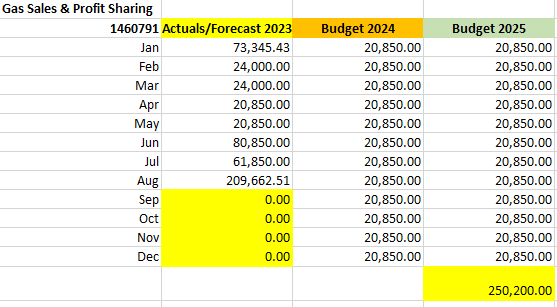 Gas Sales & Profit Sharing
1460791 Actuals/Forecast 2023 Budget 2024 Budget 2025
Jan 73,345.43 20,850.00 20,850.00
Feb 24,000.00 20,850.00 20,850.00
Mar 24,000.00 20,850.00 20,850.00
Apr 20,850.00 20,850.00 20,850.00
May 20,850.00 20,850.00 20,850.00
Jun 80,850.00 20,850.00 20,850.00
Jul 61,850.00 20,850.00 20,850.00
Aug 209,662.51 20,850.00 20,850.00
Sep 0.00 20,850.00 20,850.00
Oct 0.00 20,850.00 20,850.00
Nov 0.00 20,850.00 20,850.00
Dec 0.00 20,850.00 20,850.00
250,200.00